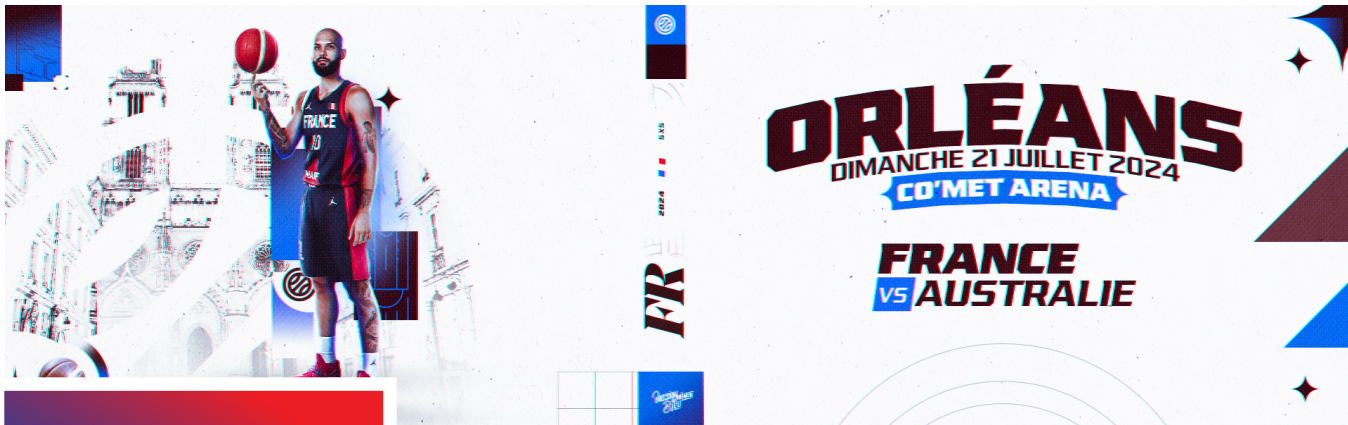 FRANCE
10
5X5
2024
FR
ORLÉANS
DIMANCHE 21 JUILLET 2024
CO'MET ARENA
FRANCE
VS AUSTRALIE